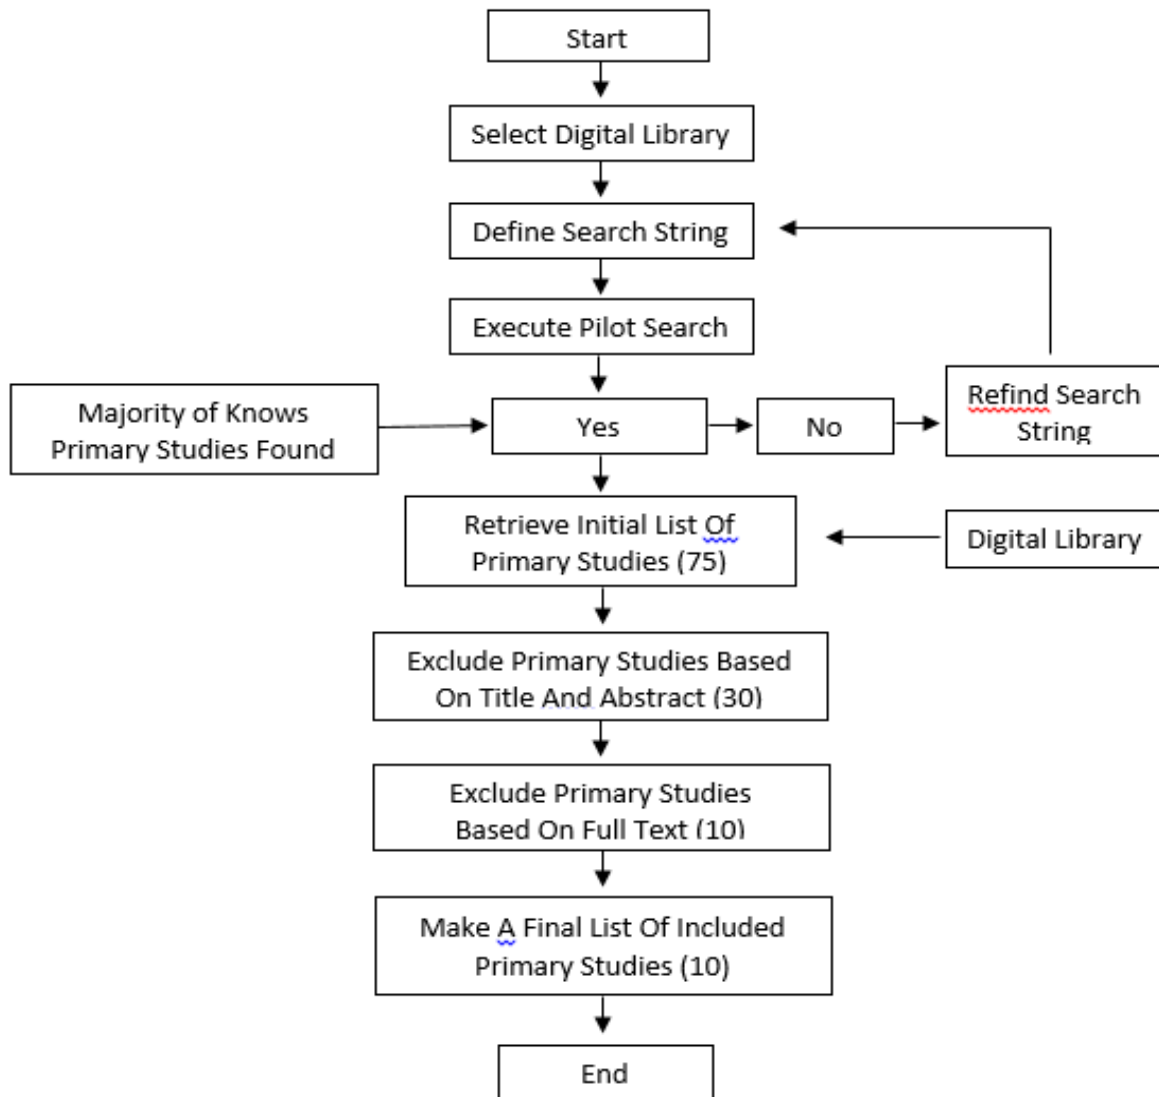 Start
Select Digital Library
Define Search String
Execute Pilot Search
Majority of Knows
Primary Studies Found
Yes
No
Refind Search
String
Retrieve Initial List Of
Primary Studies (75)
Digital Library
Exclude Primary Studies Based
On Title And Abstract (30)
Exclude Primary Studies
Based On Full Text (10)
Make A Final List Of Included
Primary Studies (10)
End